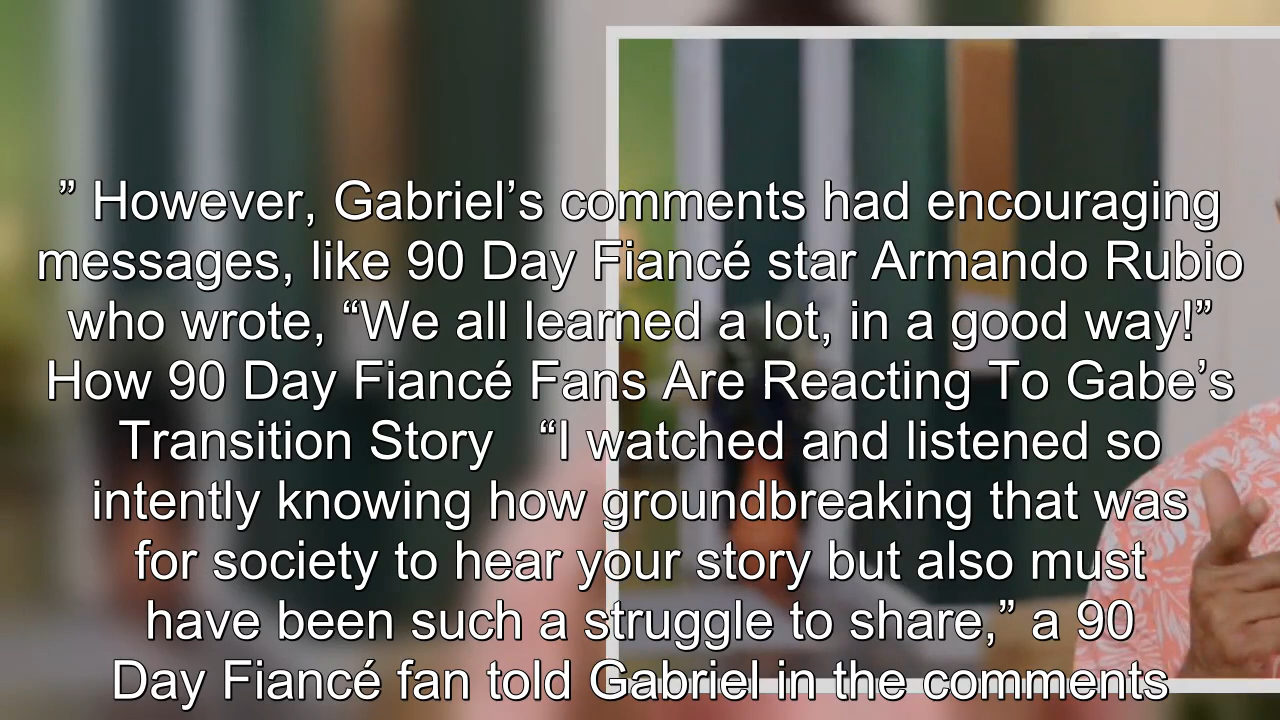 ” However, Gabriel’s comments had encouraging
messages, like 90 Day Fiancé star Armando Rubio
who wrote, “We all learned a lot, in a good way!”
How 90 Day Fiancé Fans Are Reacting To Gabe’s
Transition Story “I watched and listened so
intently knowing how groundbreaking that was
for society to hear your story but also must
have been such a struggle to share,” a 90
Day Fiancé fan told Gabriel in the comments